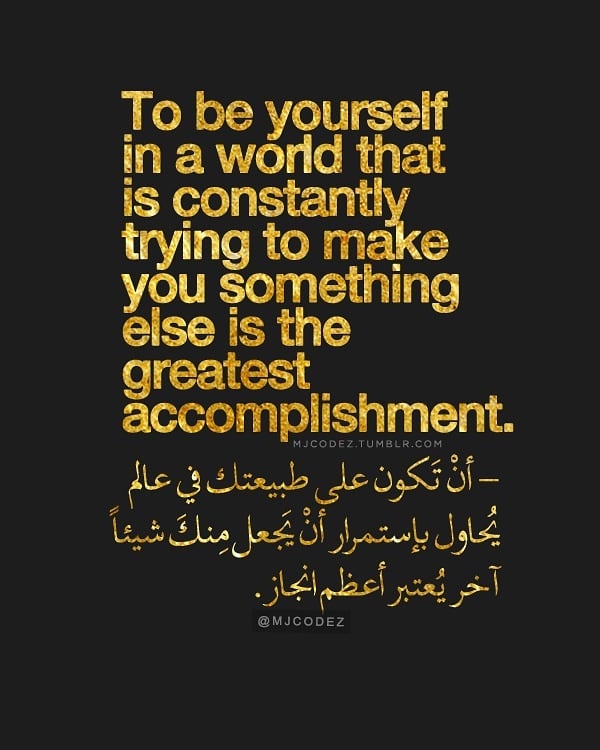 To be yourself
in a world that
is constantly
trying to make
you something
else is the
greatest
accomplishment.
MJCODEZ.TUMBLR.COM
– أنْ تَكون على طبيعتك في عالم
يُحاول بإستمرار أنْ يَجعل مِنكَ شيئاً
آخر يُعتبر أعظم انجاز.
@MJCODEZ